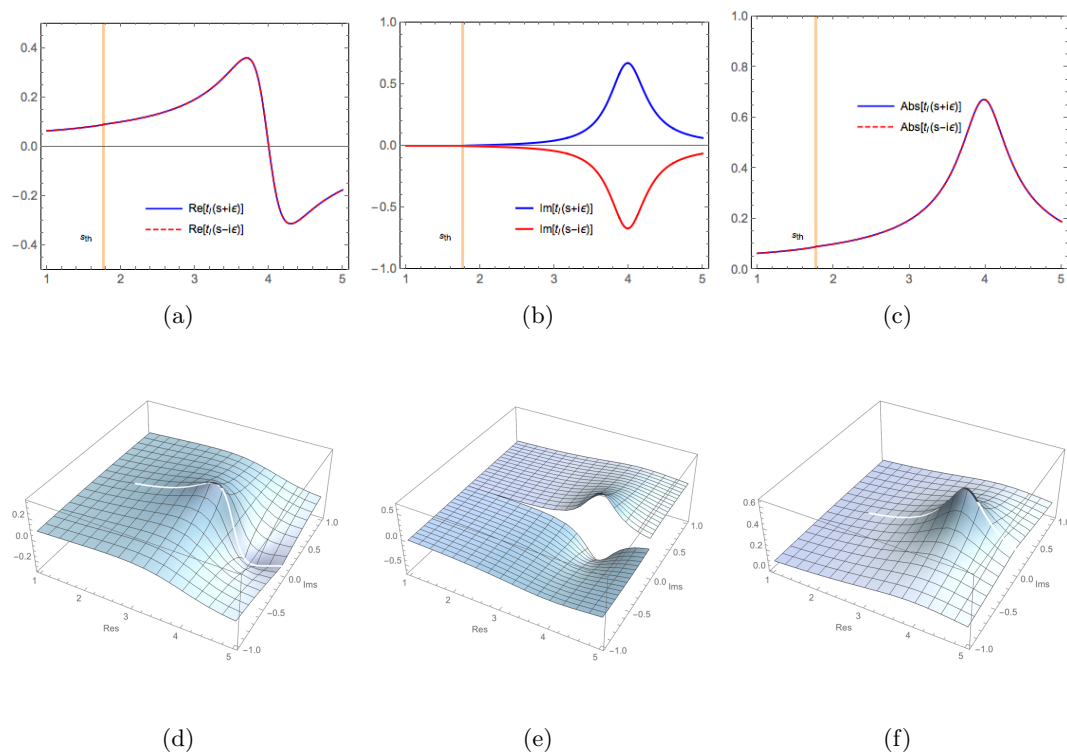 0.4
0.2
0.0
-0.2
-0.4
s_th
Re[t_l(s+iϵ)]
Re[t_l(s-iϵ)]
1 2 3 4 5
(a)
1.0
0.5
0.0
-0.5
-1.0
s_th
Im[t_l(s+iϵ)]
Im[t_l(s-iϵ)]
1 2 3 4 5
(b)
1.0
0.8
0.6
0.4
0.2
0.0
s_th
Abs[t_l(s+iϵ)]
Abs[t_l(s-iϵ)]
1 2 3 4 5
(c)
0.2
0.0
-0.2
1 2 3 4 5
Res
1.0
0.5
0.0
-0.5
-1.0
Ims
(d)
0.5
0.0
-0.5
1 2 3 4 5
Res
1.0
0.5
0.0
-0.5
-1.0
Ims
(e)
0.6
0.4
0.2
0.0
1 2 3 4 5
Res
1.0
0.5
0.0
-0.5
-1.0
Ims
(f)